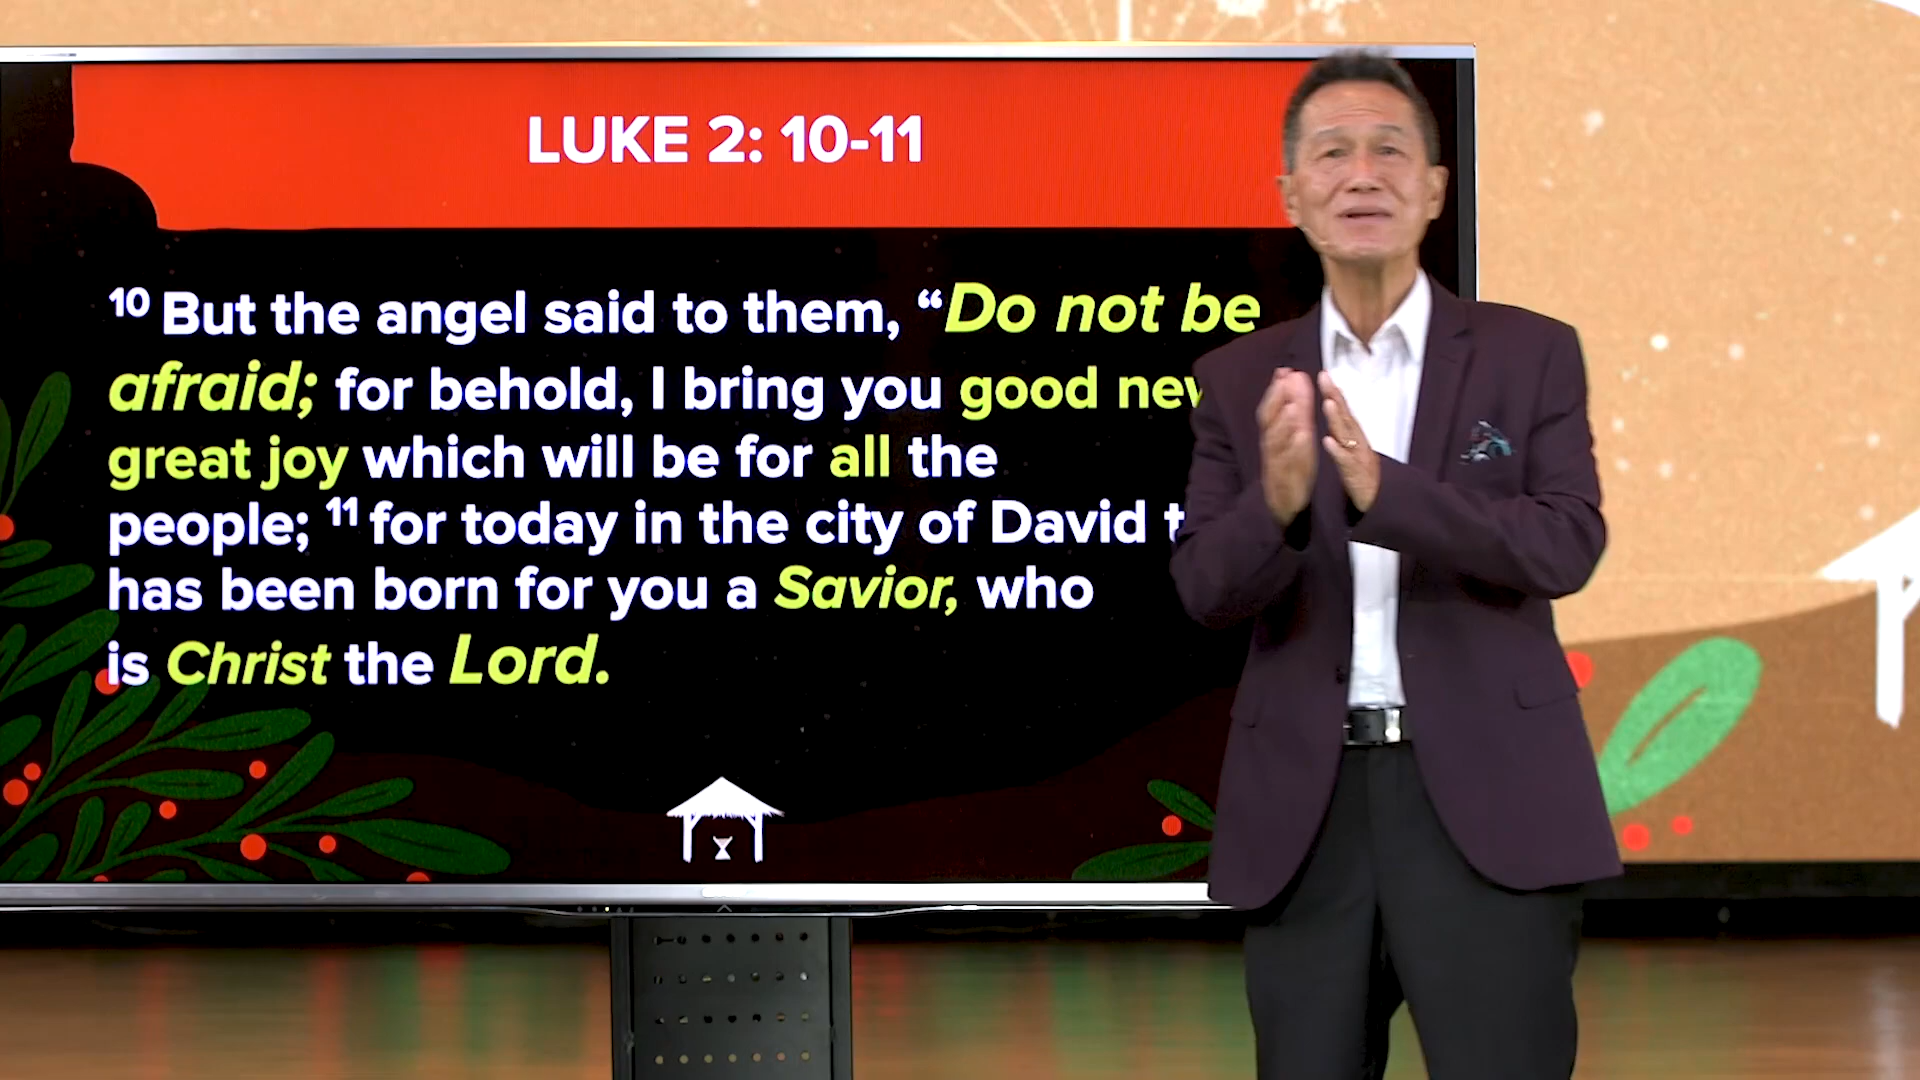 LUKE 2: 10-11
10 But the angel said to them, “Do not be
afraid; for behold, I bring you good
great joy which will be for all the
people; 11 for today in the city of David
has been born for you a Savior, who
is Christ the Lord.